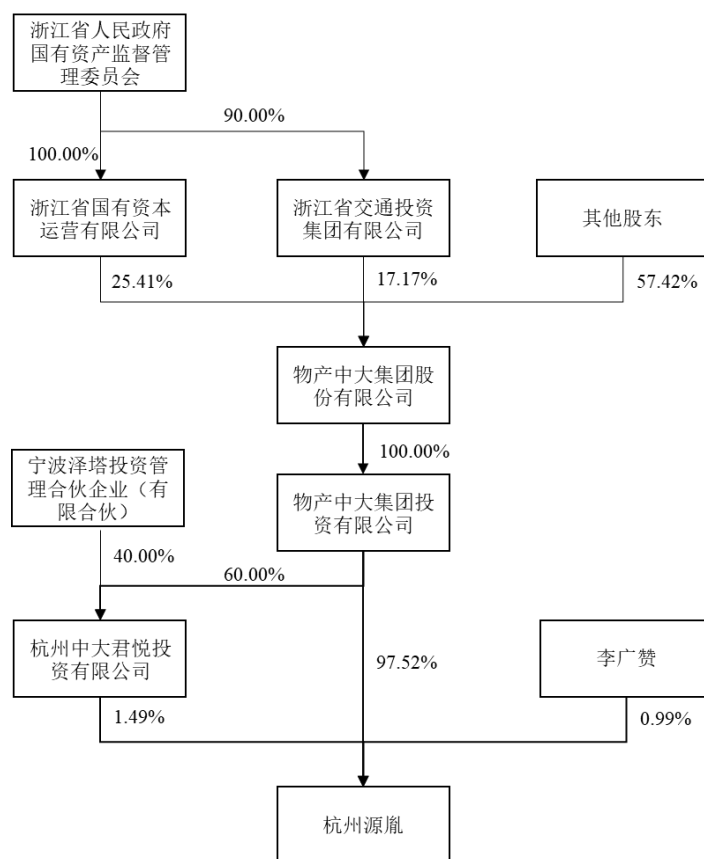 浙江省人民政府
国有资产监督管
理委员会
90.00%
100.00%
浙江省国有资本
运营有限公司
浙江省交通投资
集团有限公司
其他股东
25.41%
17.17%
57.42%
物产中大集团股
份有限公司
100.00%
宁波泽塔投资管
理合伙企业（有
限合伙）
物产中大集团投
资有限公司
40.00%
60.00%
杭州中大君悦投
资有限公司
97.52%
李广赞
1.49%
0.99%
杭州源胤